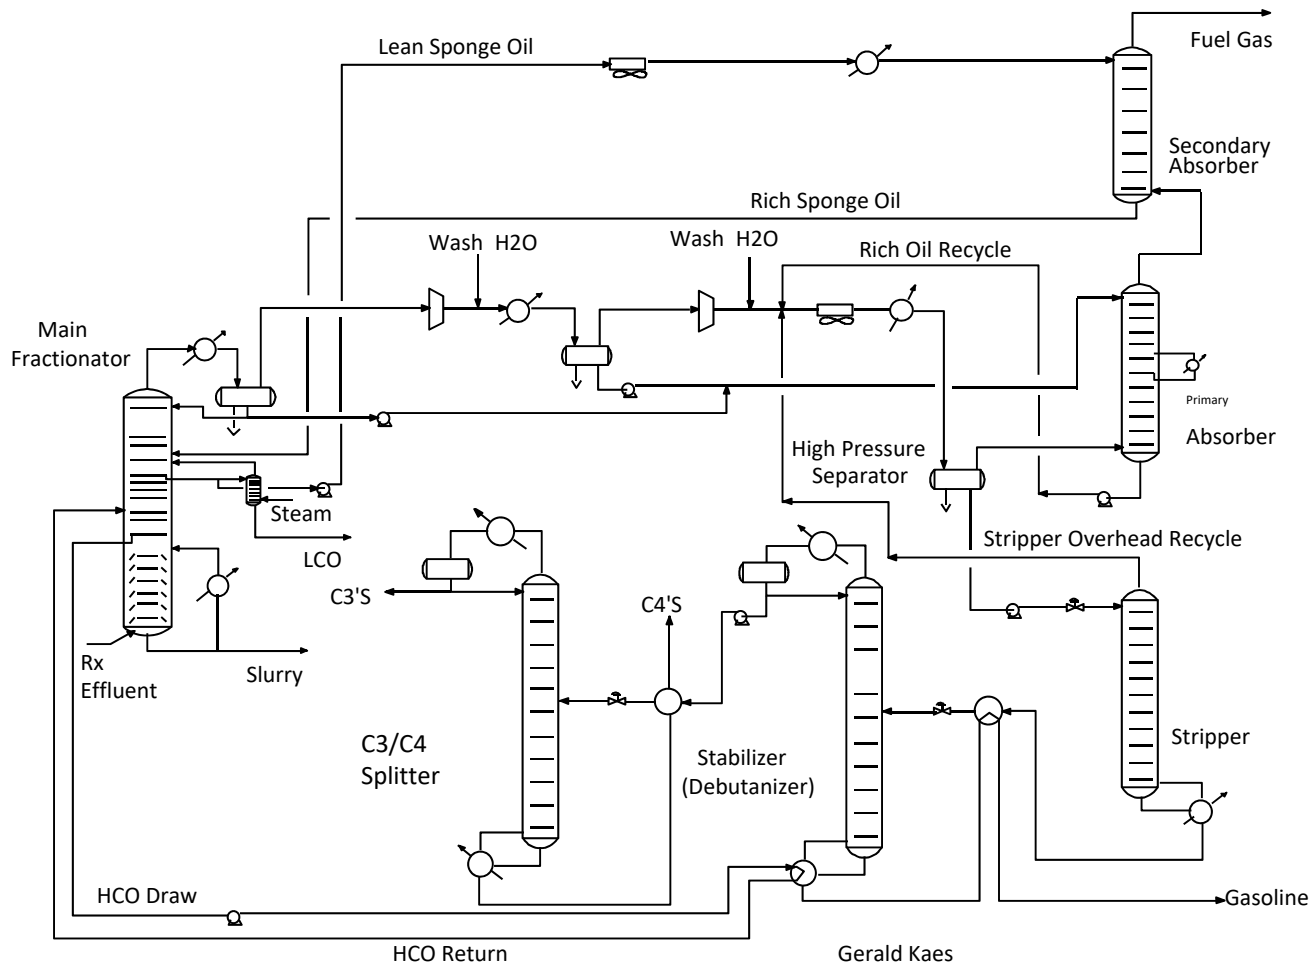 Lean Sponge Oil
Fuel Gas
Secondary
Absorber
Rich Sponge Oil
Wash H2O
Wash H2O
Rich Oil Recycle
Main
Fractionator
Primary
Absorber
High Pressure
Separator
Steam
LCO
Stripper Overhead Recycle
C3'S
C4'S
Rx
Effluent
Slurry
C3/C4
Splitter
Stabilizer
(Debutanizer)
Stripper
HCO Draw
Gasoline
HCO Return
Gerald Kaes